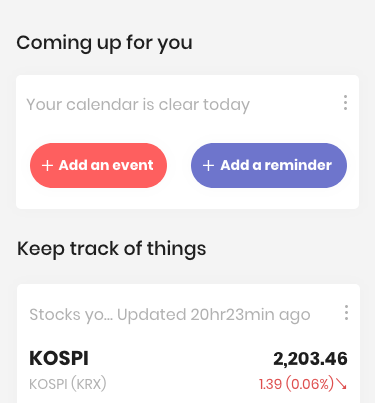 Coming up for you
Your calendar is clear today
+ Add an event
+ Add a reminder
Keep track of things
Stocks yo... Updated 20hr23min ago
KOSPI
2,203.46
KOSPI (KRX)
1.39 (0.06%)↘